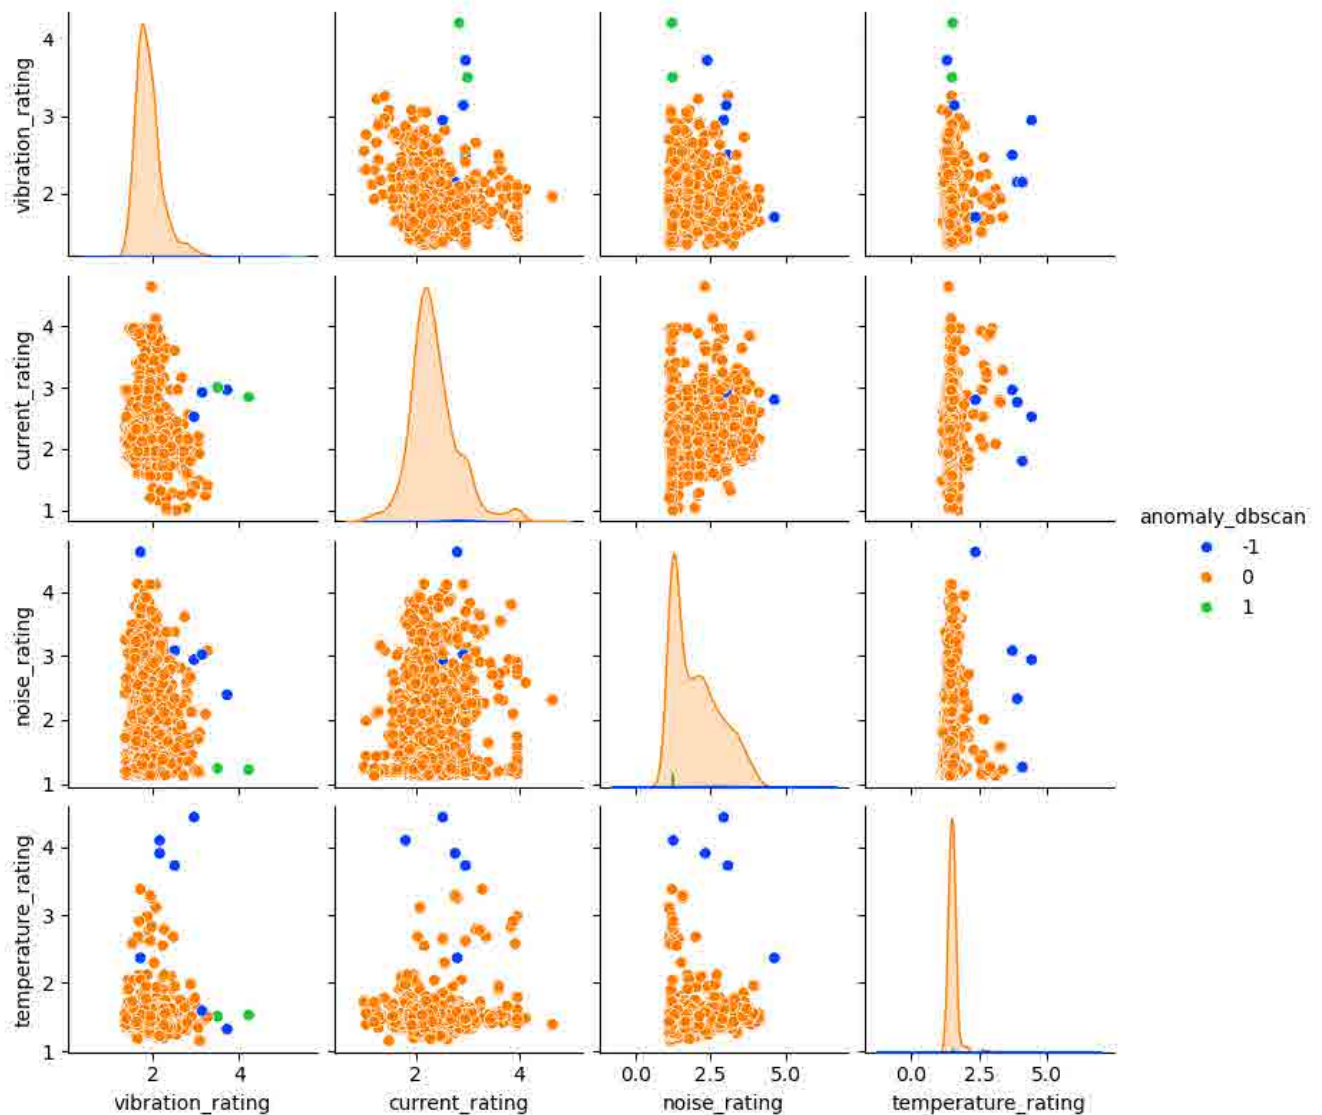 vibration_rating
4
3
2
current_rating
4
3
2
1
anomaly_dbscan
-1
0
1
noise_rating
4
3
2
1
temperature_rating
4
3
2
1
2 4
2 4
0.0 2.5 5.0
0.0 2.5 5.0
vibration_rating
current_rating
noise_rating
temperature_rating